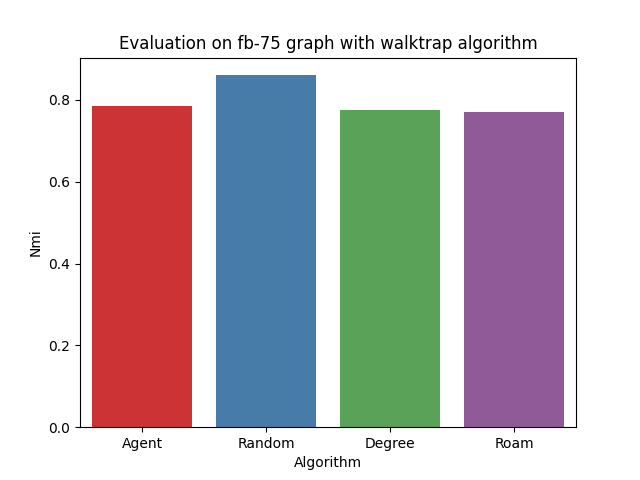 Evaluation on fb-75 graph with walktrap algorithm
0.8
0.6
0.4
0.2
0.0
Nmi
Agent Random Degree Roam
Algorithm